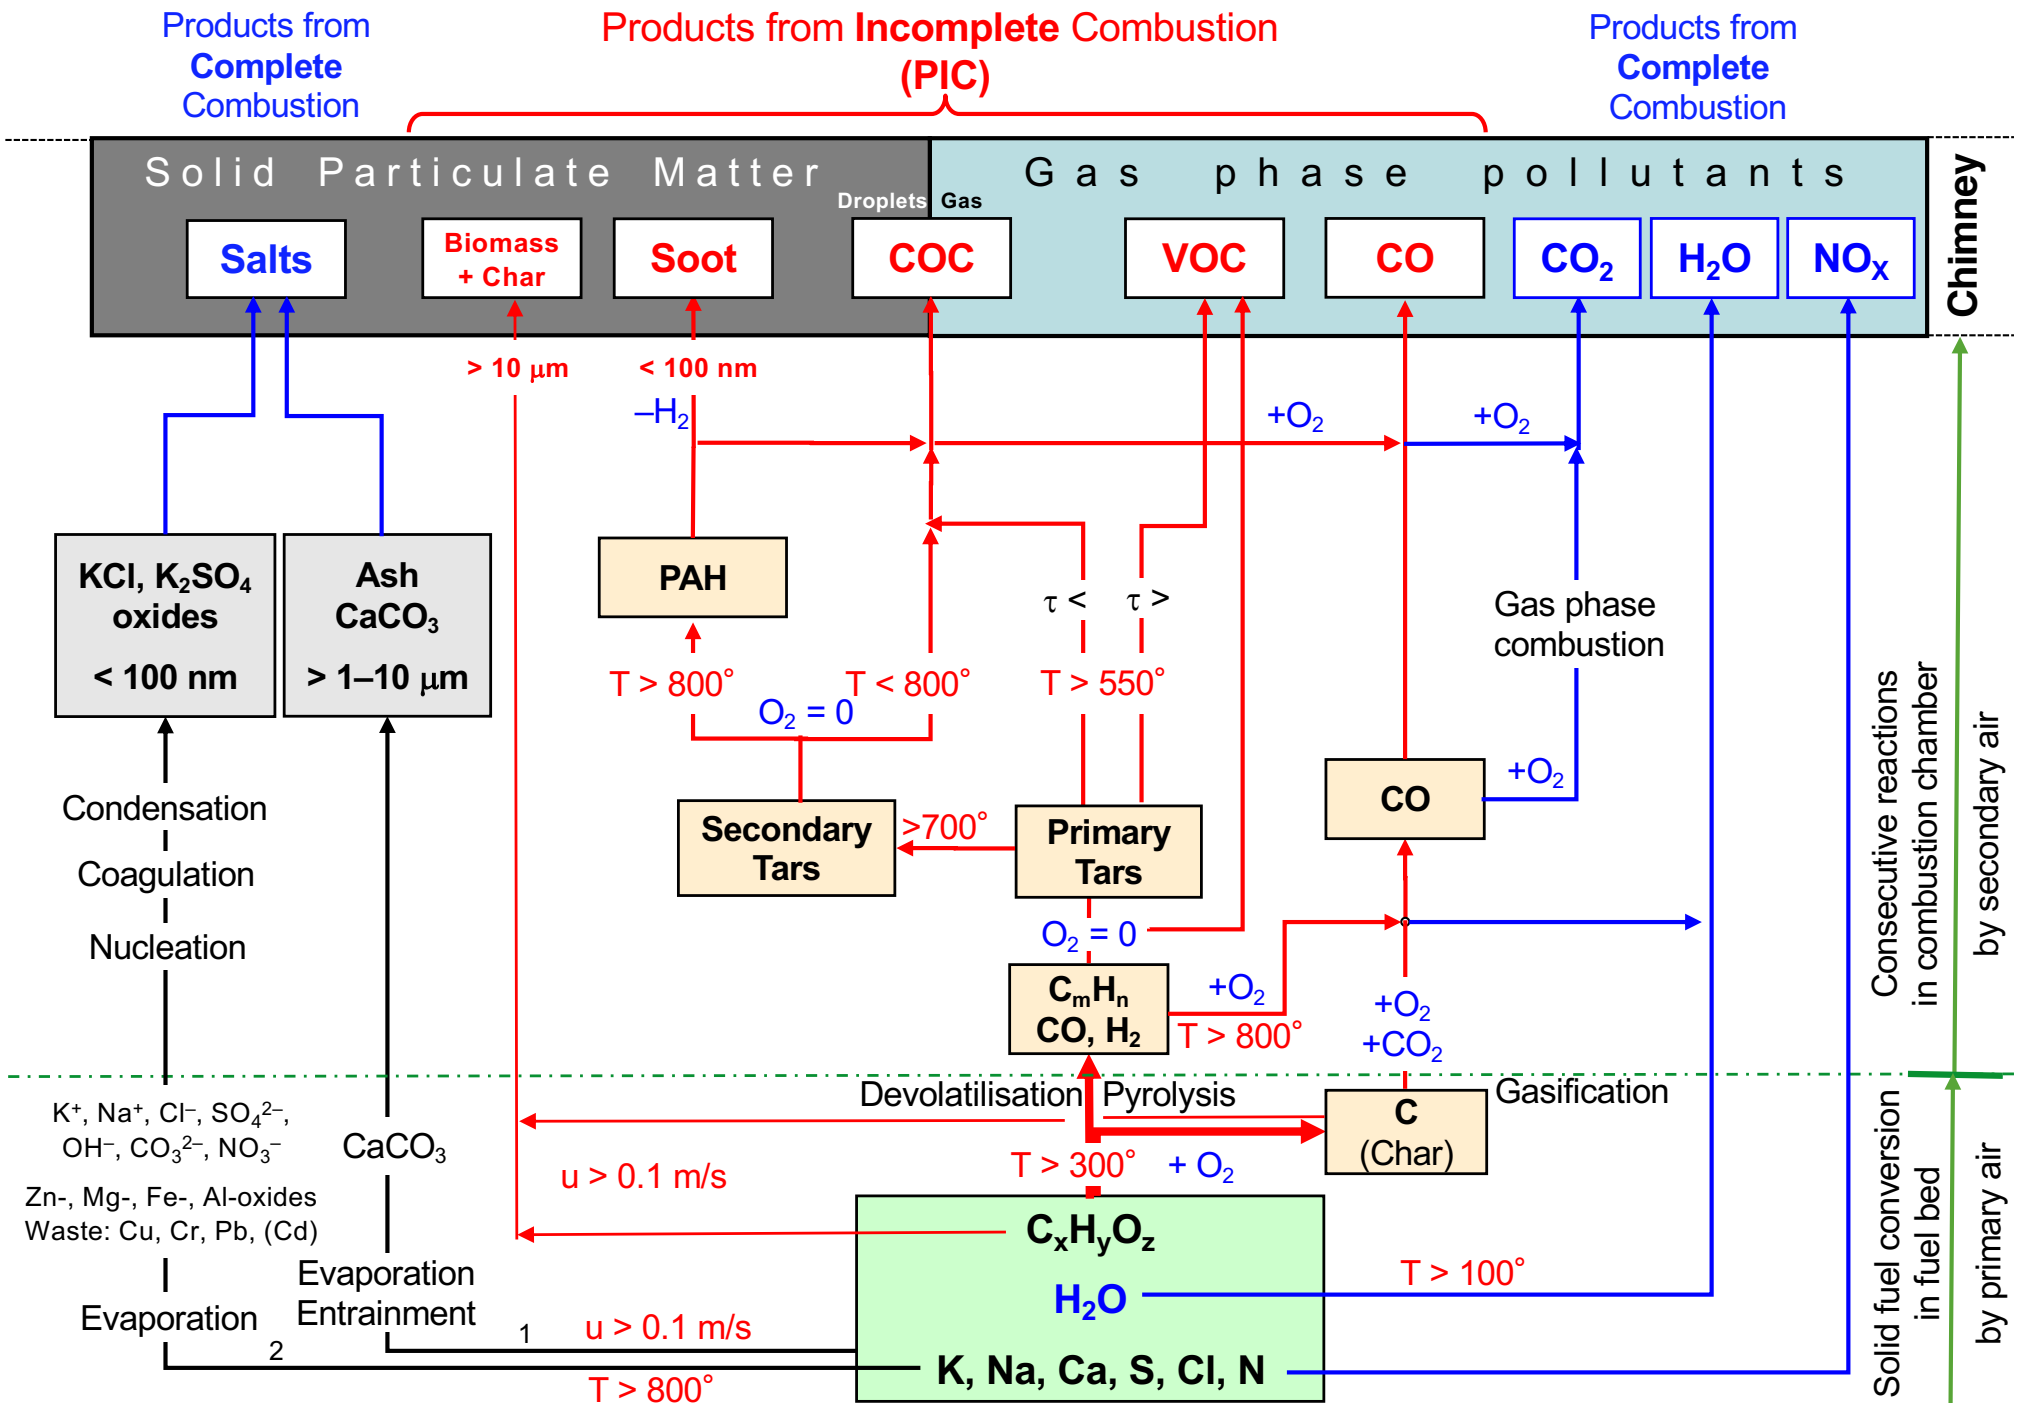 Products from
Complete
Combustion
Products from Incomplete Combustion
(PIC)
Products from
Complete
Combustion
Solid Particulate Matter
Gas phase pollutants
Droplets
Gas
Salts
Biomass
+ Char
Soot
COC
VOC
CO
CO₂
H₂O
NOX
Chimney
> 10 μm
< 100 nm
–H₂
+O₂
+O₂
KCl, K₂SO₄
oxides
< 100 nm
Ash
CaCO₃
> 1–10 μm
PAH
τ <
τ >
Gas phase
combustion
T > 800°
T < 800°
T > 550°
O₂ = 0
+O₂
CO
Secondary
Tars
>700°
Primary
Tars
Condensation
Coagulation
Nucleation
O₂ = 0
CmHn
CO, H₂
+O₂
T > 800°
+O₂
+CO₂
Consecutive reactions
in combustion chamber
by secondary air
Devolatilisation
Pyrolysis
Gasification
C
(Char)
K⁺, Na⁺, Cl⁻, SO₄²⁻,
OH⁻, CO₃²⁻, NO₃⁻
Zn-, Mg-, Fe-, Al-oxides
Waste: Cu, Cr, Pb, (Cd)
CaCO₃
u > 0.1 m/s
T > 300°
+ O₂
CxHyOz
H₂O
T > 100°
K, Na, Ca, S, Cl, N
Evaporation
Evaporation
Entrainment
1
u > 0.1 m/s
2
T > 800°
Solid fuel conversion
in fuel bed
by primary air